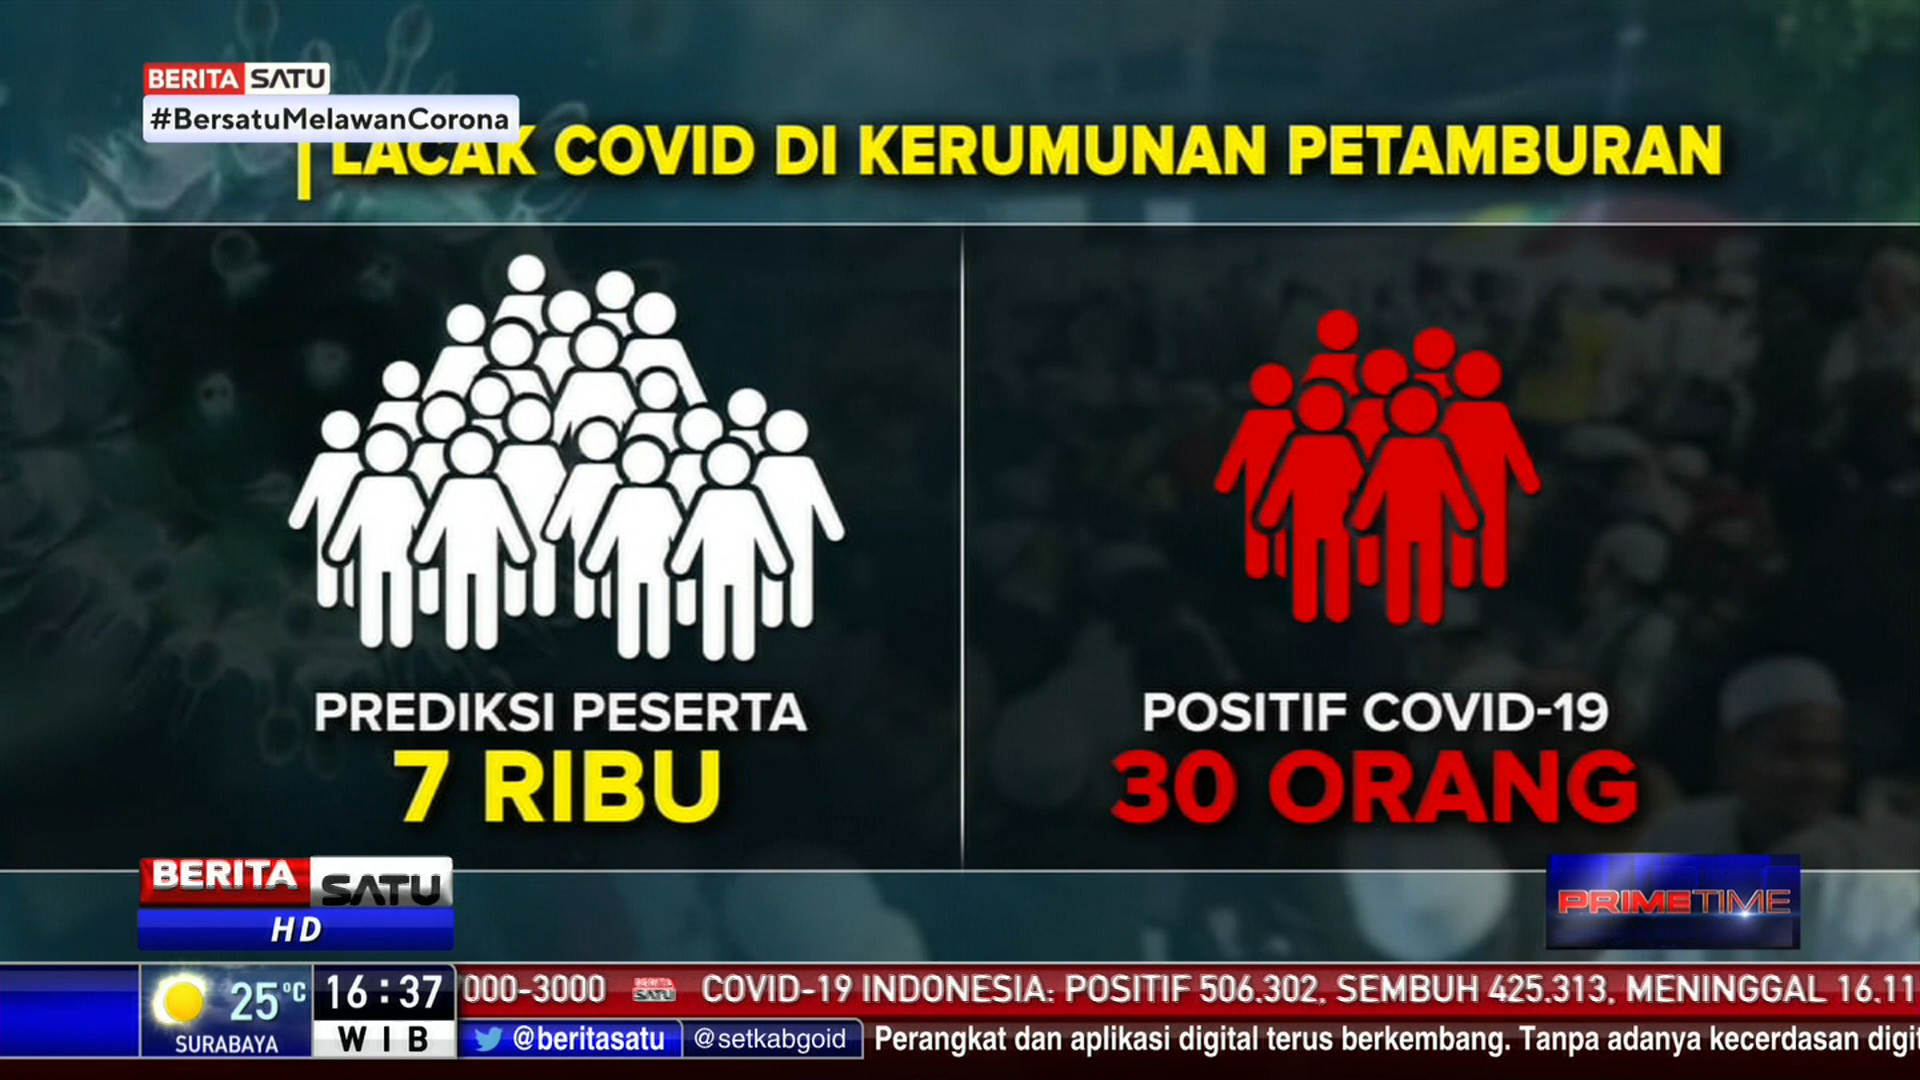 BERITA SATU
#BersatuMelawanCorona
LACAK COVID DI KERUMUNAN PETAMBURAN
PREDIKSI PESERTA
7 RIBU
POSITIF COVID-19
30 ORANG
BERITA SATU
HD
PRIMETIME
25°C
SURABAYA
16:37
WIB
000-3000 BERITA SATU COVID-19 INDONESIA: POSITIF 506.302, SEMBUH 425.313, MENINGGAL 16.11
@beritasatu @setkabgoid Perangkat dan aplikasi digital terus berkembang. Tanpa adanya kecerdasan digit